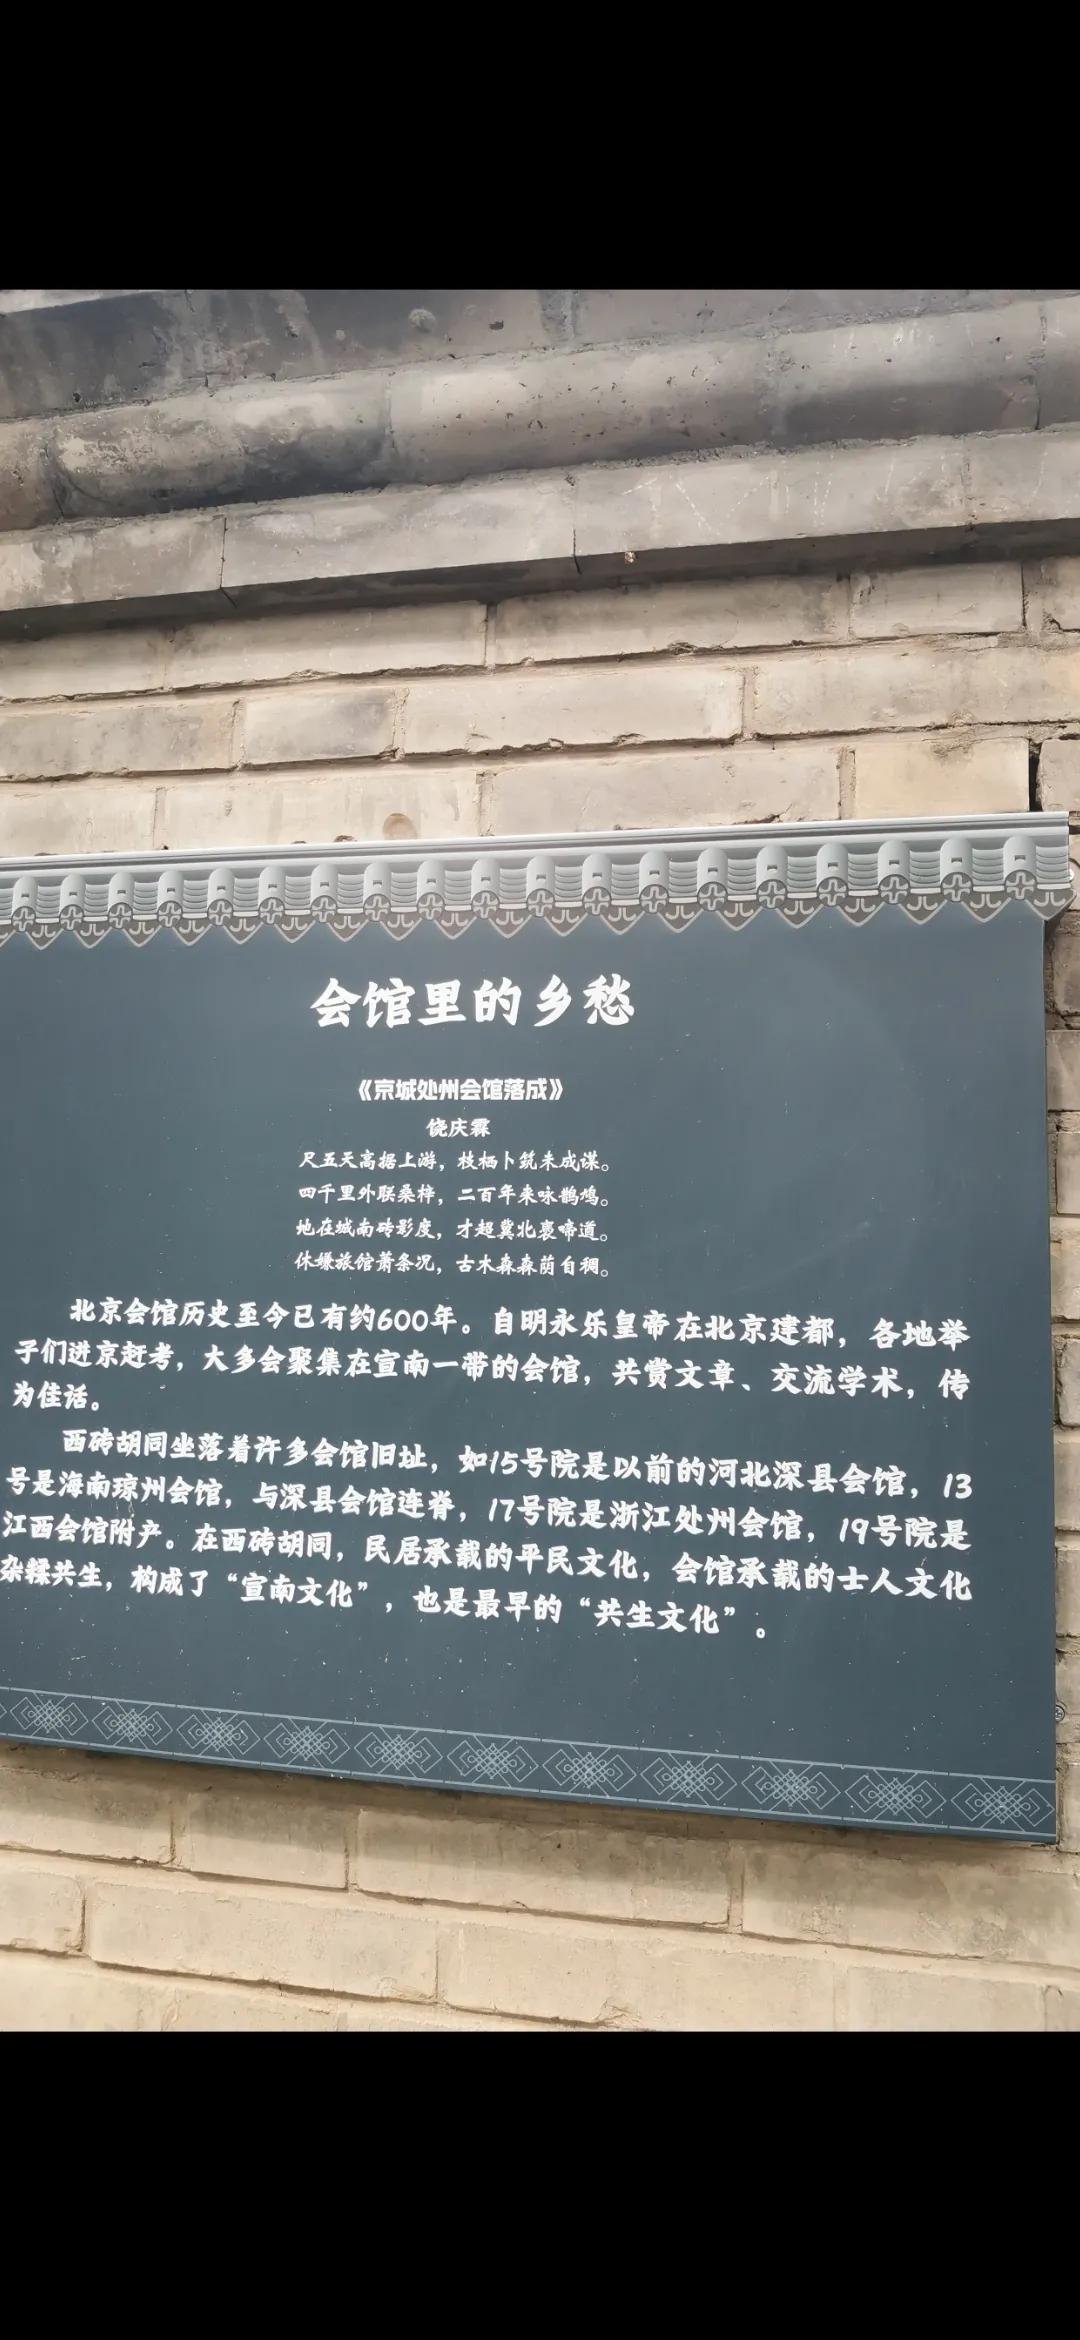 会馆里的乡愁
《京城处州会馆落成》
饶庆霖
尺五天高据上游，枝栖卜筑未成谋。
四千里外联桑梓，二百年来咏鹊鸠。
地在城南砖影度，才超冀北裹啼道。
休嫌旅馆萧条况，古木森森荫自稠。
北京会馆历史至今已有约600年。自明永乐皇帝在北京建都，各地举
子们进京赶考，大多会聚集在宣南一带的会馆，共赏文章、交流学术，传
为佳话。
西砖胡同坐落着许多会馆旧址，如15号院是以前的河北深县会馆，13
号是海南琼州会馆，与深县会馆连脊，17号院是浙江处州会馆，19号院是
江西会馆附产。在西砖胡同，民居承载的平民文化，会馆承载的士人文化
杂糅共生，构成了“宣南文化”，也是最早的“共生文化”。